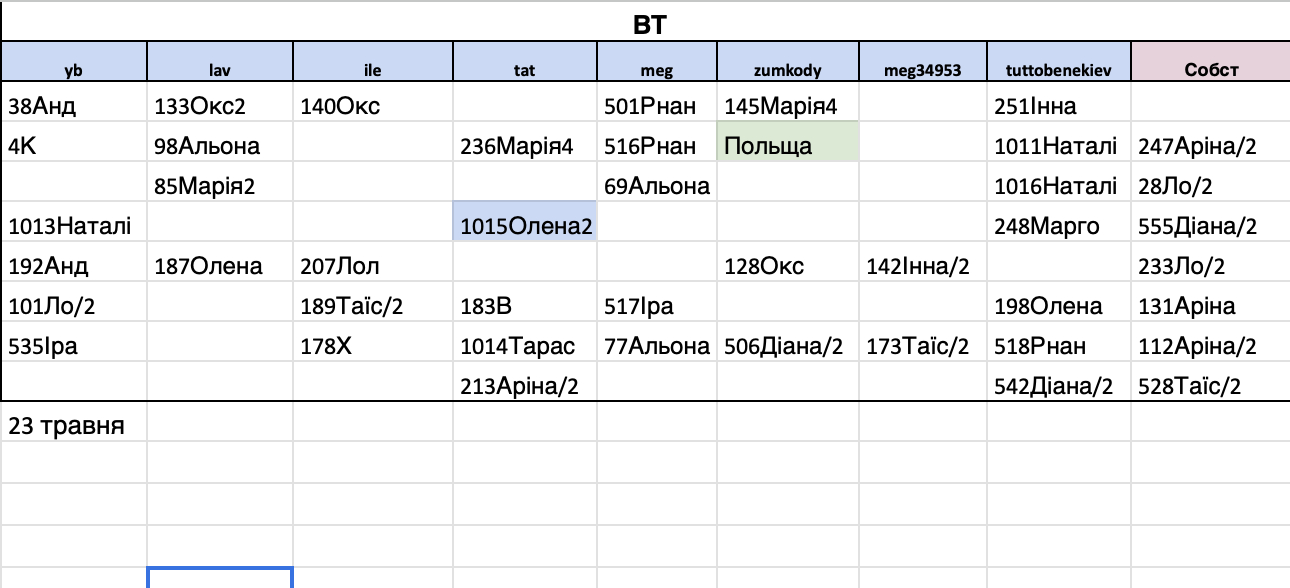 ВТ
yb lav ile tat meg zumkody meg34953 tuttobenekiev Собст
38Анд 133Окс2 140Окс 501Рнан 145Марія4 251Інна
4К 98Альона 236Марія4 516Рнан Польща 1011Наталі 247Аріна/2
85Марія2 69Альона 1016Наталі 28Ло/2
1013Наталі 1015Олена2 248Марго 555Діана/2
192Анд 187Олена 207Лол 128Окс 142Інна/2 233Ло/2
101Ло/2 189Таїс/2 183В 517Іра 198Олена 131Аріна
535Іра 178Х 1014Тарас 77Альона 506Діана/2 173Таїс/2 518Рнан 112Аріна/2
213Аріна/2 542Діана/2 528Таїс/2
23 травня